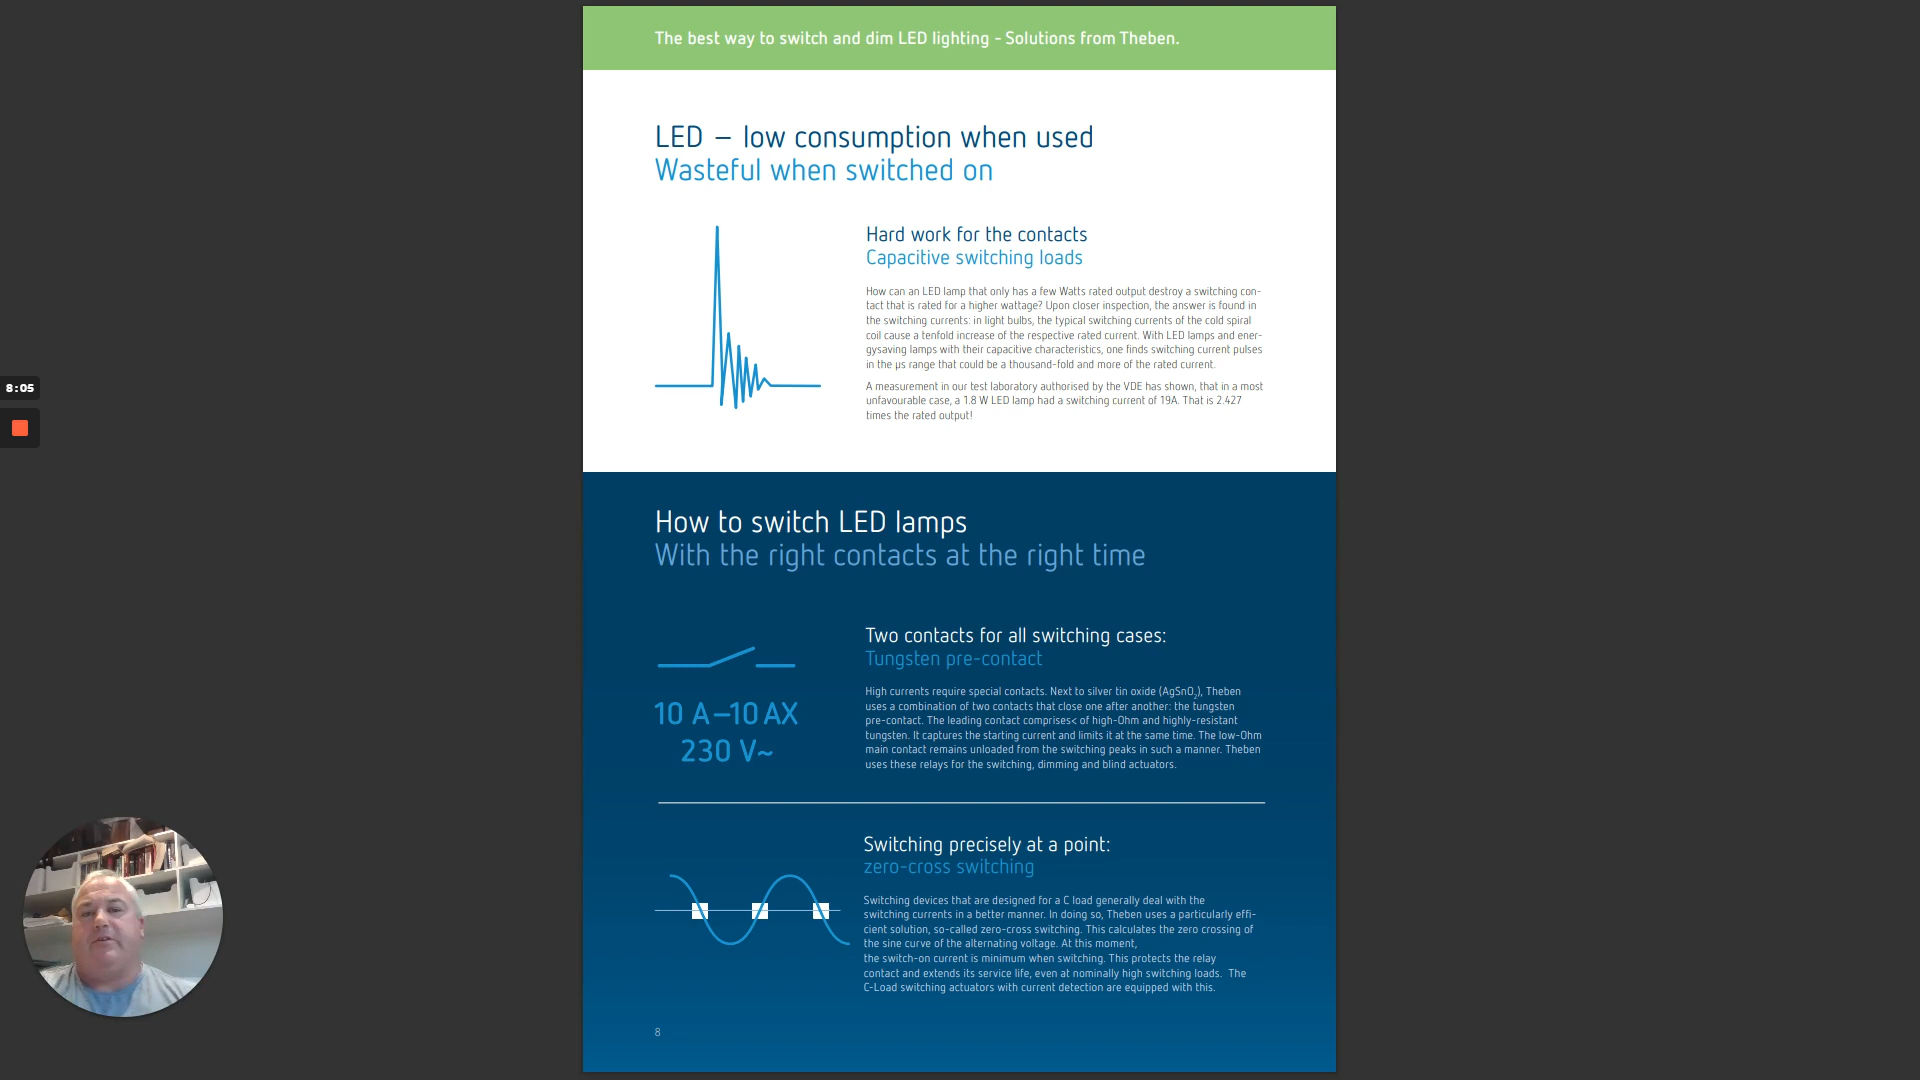 The best way to switch and dim LED lighting - Solutions from Theben.
LED – low consumption when used
Wasteful when switched on
Hard work for the contacts
Capacitive switching loads
How can an LED lamp that only has a few Watts rated output destroy a switching con-
tact that is rated for a higher wattage? Upon closer inspection, the answer is found in
the switching currents: in light bulbs, the typical switching currents of the cold spiral
coil cause a tenfold increase of the respective rated current. With LED lamps and ener-
gysaving lamps with their capacitive characteristics, one finds switching current pulses
in the µs range that could be a thousand-fold and more of the rated current.
A measurement in our test laboratory authorised by the VDE has shown, that in a most
unfavourable case, a 1.8 W LED lamp had a switching current of 19A. That is 2.427
times the rated output!
8:05
How to switch LED lamps
With the right contacts at the right time
Two contacts for all switching cases:
Tungsten pre-contact
10 A – 10 AX
230 V~
High currents require special contacts. Next to silver tin oxide (AgSnO2), Theben
uses a combination of two contacts that close one after another: the tungsten
pre-contact. The leading contact comprises< of high-Ohm and highly-resistant
tungsten. It captures the starting current and limits it at the same time. The low-Ohm
main contact remains unloaded from the switching peaks in such a manner. Theben
uses these relays for the switching, dimming and blind actuators.
Switching precisely at a point:
zero-cross switching
Switching devices that are designed for a C load generally deal with the
switching currents in a better manner. In doing so, Theben uses a particularly effi-
cient solution, so-called zero-cross switching. This calculates the zero crossing of
the sine curve of the alternating voltage. At this moment,
the switch-on current is minimum when switching. This protects the relay
contact and extends its service life, even at nominally high switching loads. The
C-Load switching actuators with current detection are equipped with this.
8